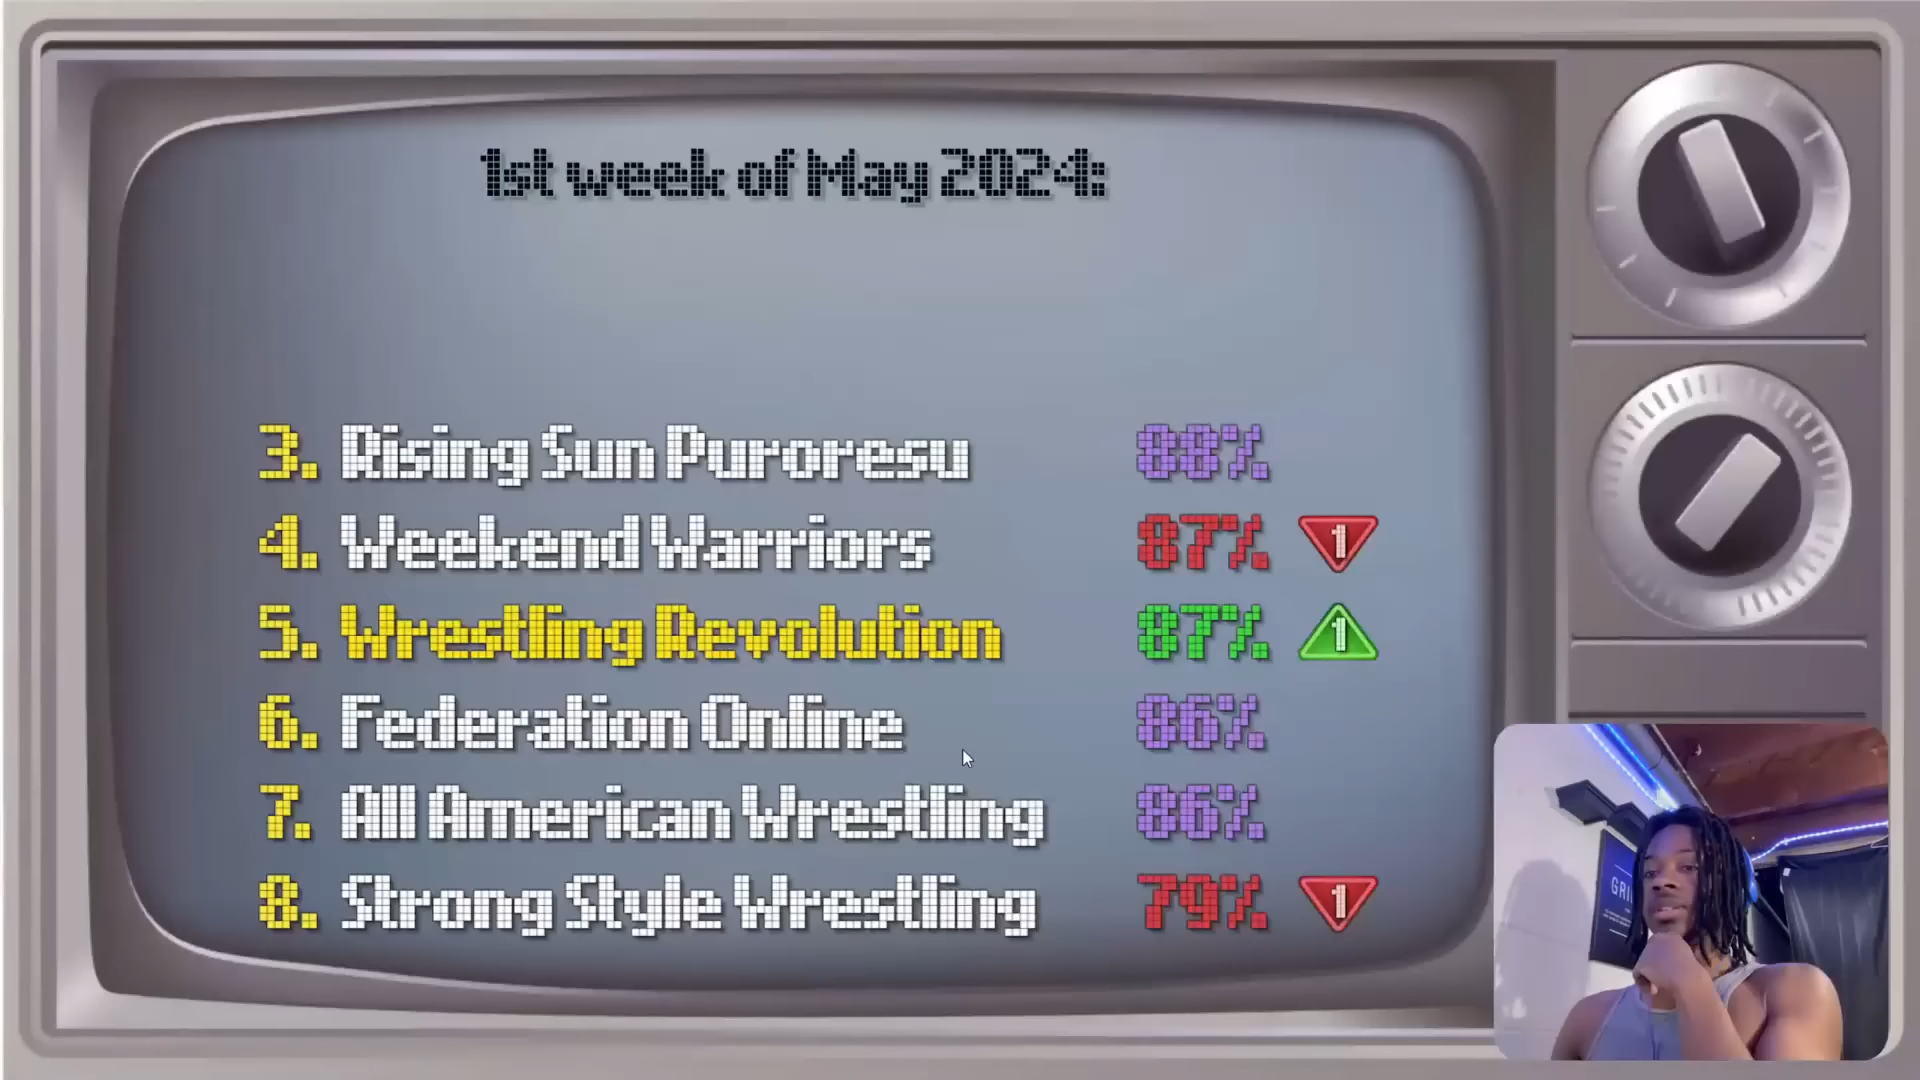 1st week of May 2024:
3. Rising Sun Puroresu 88%
4. Weekend Warriors 87% 1
5. Wrestling Revolution 87% 1
6. Federation Online 86%
7. All American Wrestling 86%
8. Strong Style Wrestling 79% 1
GRI